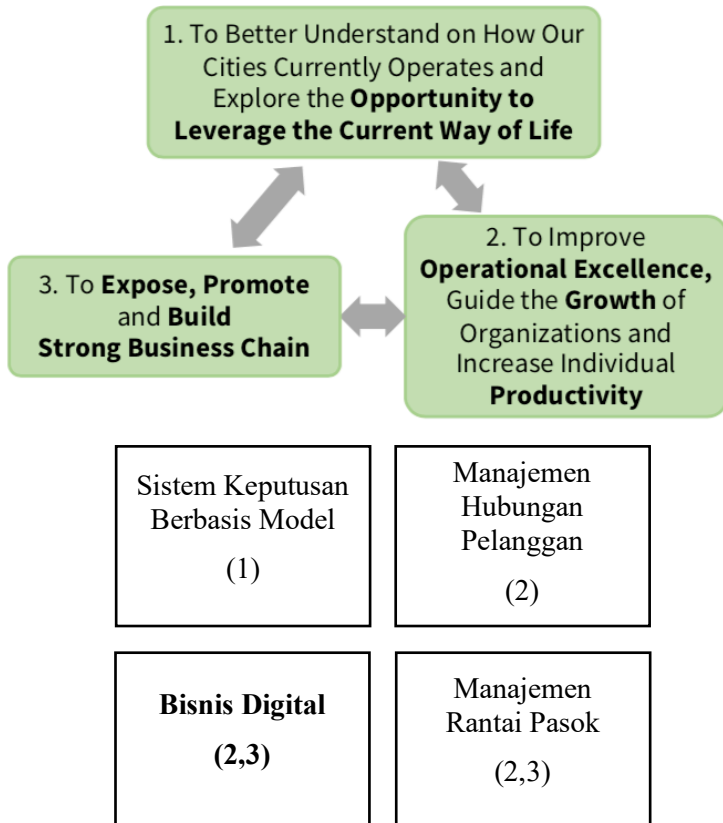 1. To Better Understand on How Our
Cities Currently Operates and
Explore the Opportunity to
Leverage the Current Way of Life
2. To Improve
Operational Excellence,
Guide the Growth of
Organizations and
Increase Individual
Productivity
3. To Expose, Promote
and Build
Strong Business Chain
Sistem Keputusan
Berbasis Model
(1)
Manajemen
Hubungan
Pelanggan
(2)
Bisnis Digital
(2,3)
Manajemen
Rantai Pasok
(2,3)